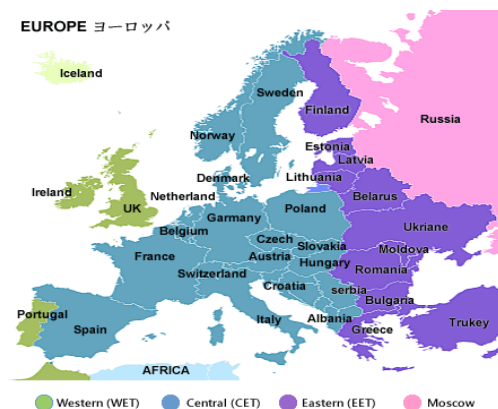 EUROPE ヨーロッパ
Iceland
Sweden
Finland
Russia
Norway
Estonia
Latvia
Denmark
Lithuania
Ireland
Netherland
Belarus
UK
Poland
Garmany
Belgium
Ukriane
Czech
Slovakia
Moldova
France
Austria
Hungary
Switzerland
Romania
Croatia
serbia
Bulgaria
Portugal
Albania
Italy
Spain
Greece
Trukey
AFRICA
Western (WET) Central (CET) Eastern (EET) Moscow